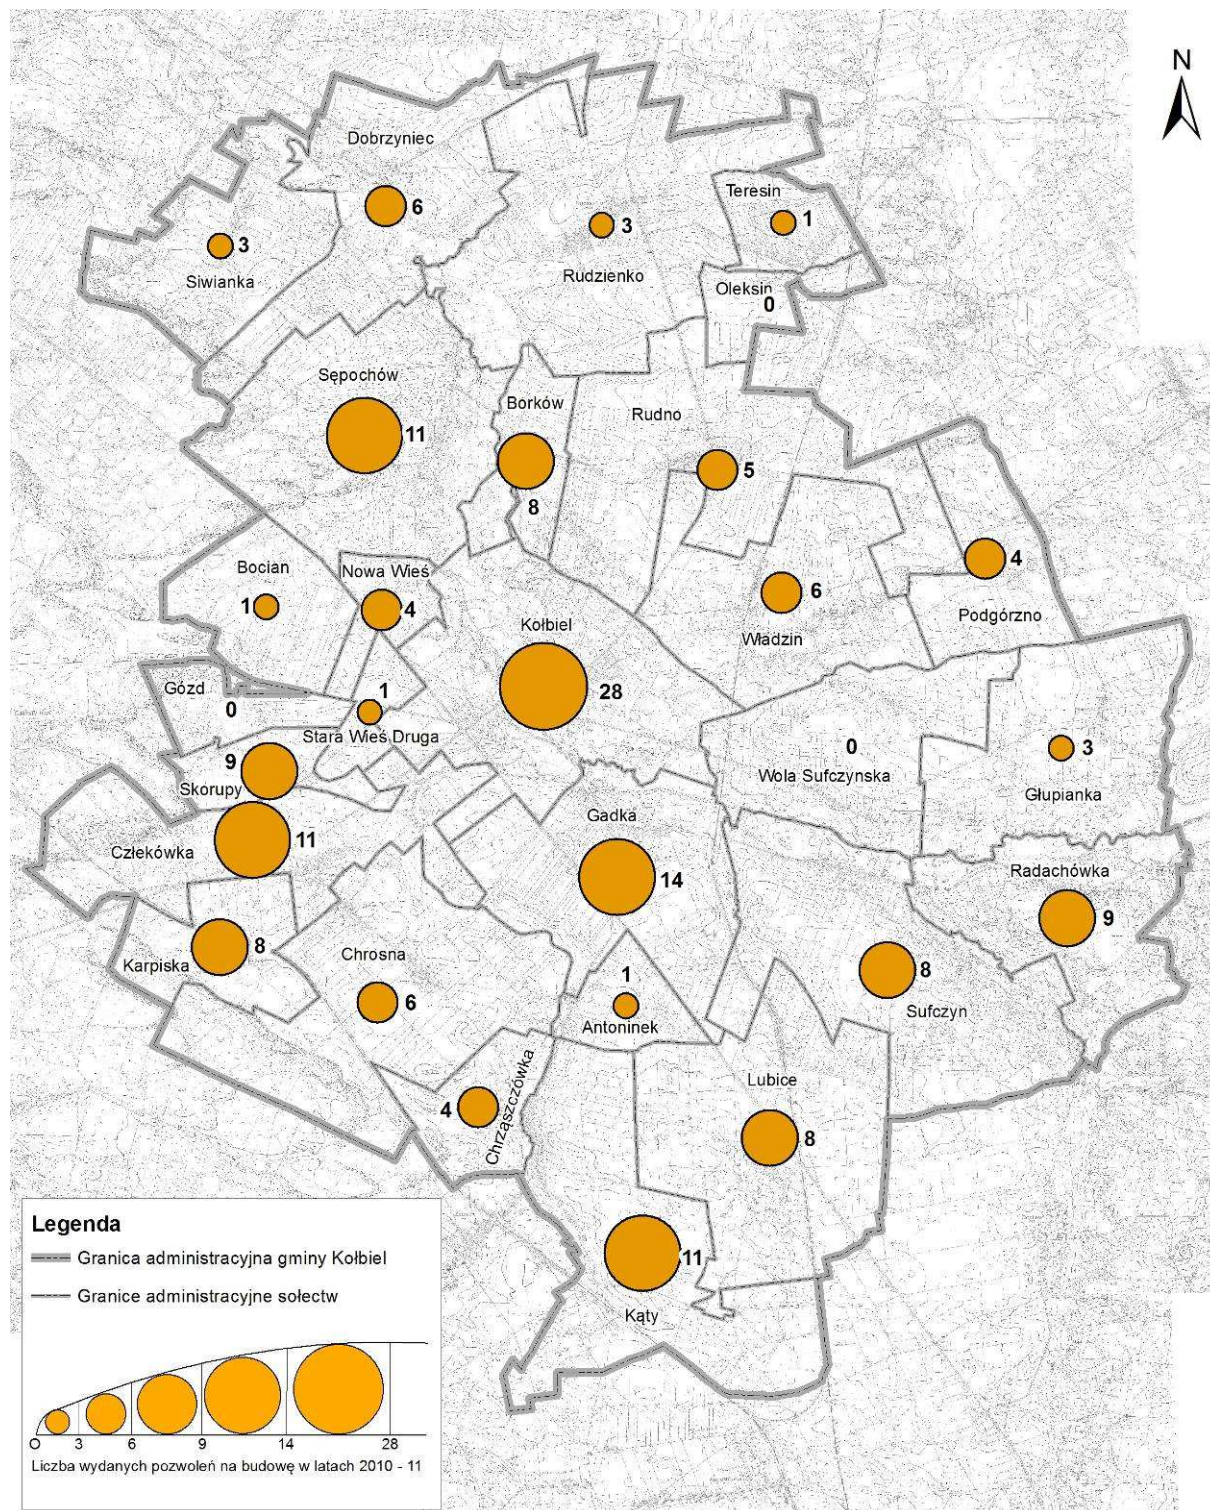 N
Dobrzyniec
6
Teresin
1
3
Siwianka
3
Rudzienko
Oleksin
0
Sępochów
11
Borków
8
Rudno
5
Bocian
1
Nowa Wieś
4
4
Podgórzno
6
Władzin
Kołbiel
28
Gózd
0
1
Stara Wieś Druga
9
Skorupy
0
Wola Sufczynska
3
Głupianka
Człekówka
11
Gadka
14
Radachówka
9
8
Karpiska
Chrosna
6
1
Antoninek
8
Sufczyn
4
Chrząszczówka
Lubice
8
11
Kąty
Legenda
Granica administracyjna gminy Kołbiel
Granice administracyjne sołectw
0 3 6 9 14 28
Liczba wydanych pozwoleń na budowę w latach 2010 - 11